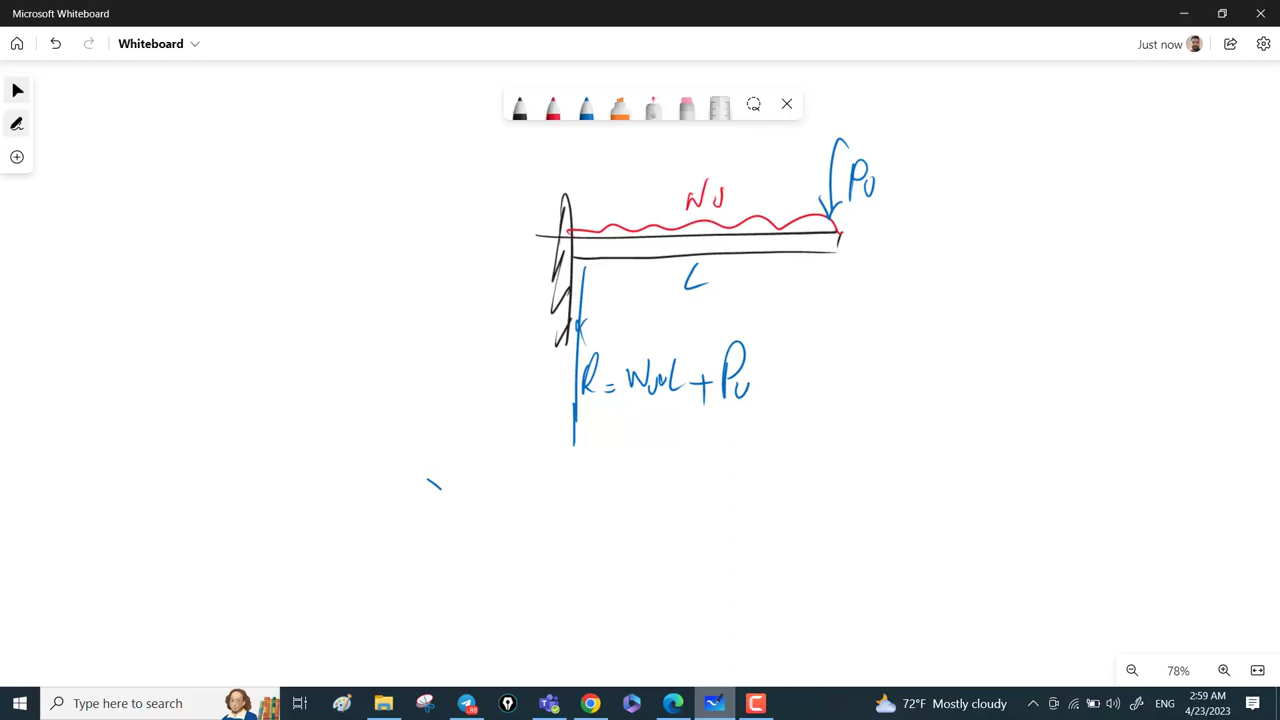 Microsoft Whiteboard
Whiteboard
Just now
WU
PU
L
R = WU*L + PU
78%
Type here to search
72°F Mostly cloudy
ENG
2:59 AM
4/23/2023